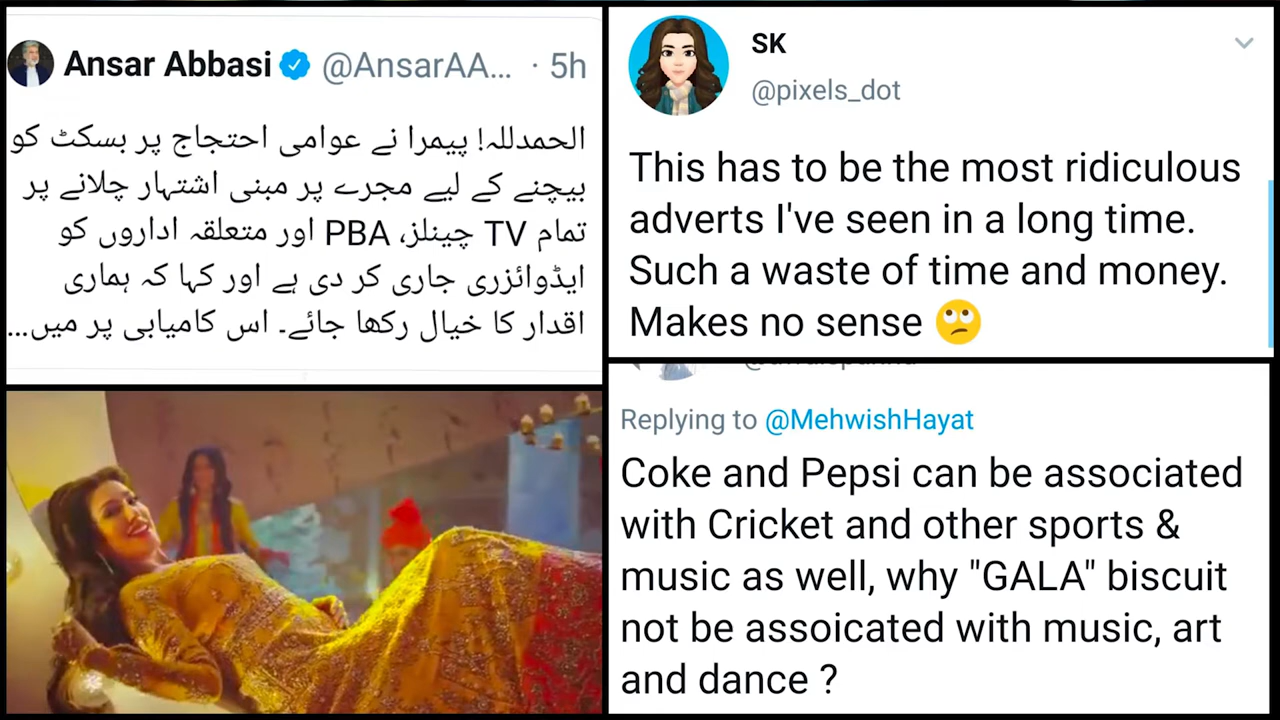 Ansar Abbasi @AnsarAA... · 5h
الحمدللہ! پیمرا نے عوامی احتجاج پر بسکٹ کو
بیچنے کے لیے مجرے پر مبنی اشتہار چلانے پر
تمام TV چینلز، PBA اور متعلقہ اداروں کو
ایڈوائزری جاری کر دی ہے اور کہا کہ ہماری
اقدار کا خیال رکھا جائے۔ اس کامیابی پر میں...
SK
@pixels_dot
This has to be the most ridiculous
adverts I've seen in a long time.
Such a waste of time and money.
Makes no sense 🙄
Replying to @MehwishHayat
Coke and Pepsi can be associated
with Cricket and other sports &
music as well, why "GALA" biscuit
not be assoicated with music, art
and dance ?